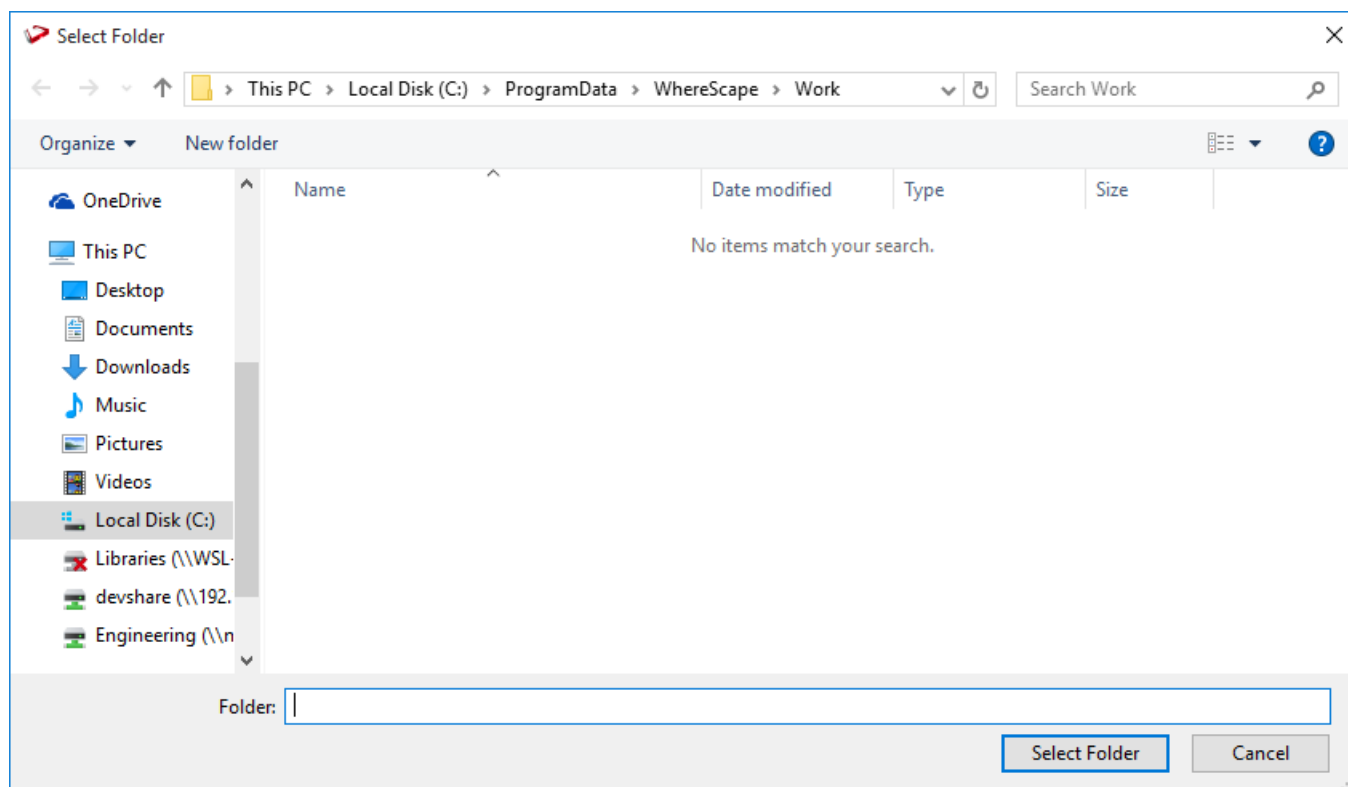 Select Folder
This PC > Local Disk (C:) > ProgramData > WhereScape > Work
Search Work
Organize
New folder
?
Name
Date modified
Type
Size
No items match your search.
OneDrive
This PC
Desktop
Documents
Downloads
Music
Pictures
Videos
Local Disk (C:)
Libraries (\\WSL-
devshare (\\192.
Engineering (\\n
Folder:
Select Folder
Cancel